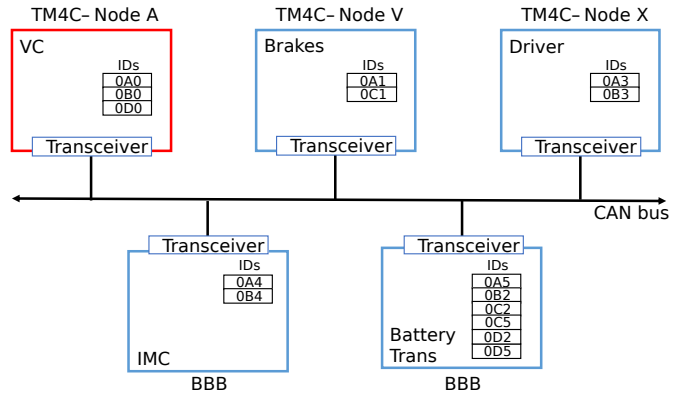 TM4C– Node A
VC
IDs
0A0
0B0
0D0
Transceiver
TM4C– Node V
Brakes
IDs
0A1
0C1
Transceiver
TM4C– Node X
Driver
IDs
0A3
0B3
Transceiver
CAN bus
Transceiver
IDs
0A4
0B4
IMC
BBB
Transceiver
IDs
0A5
0B2
0C2
0C5
0D2
0D5
Battery
Trans
BBB